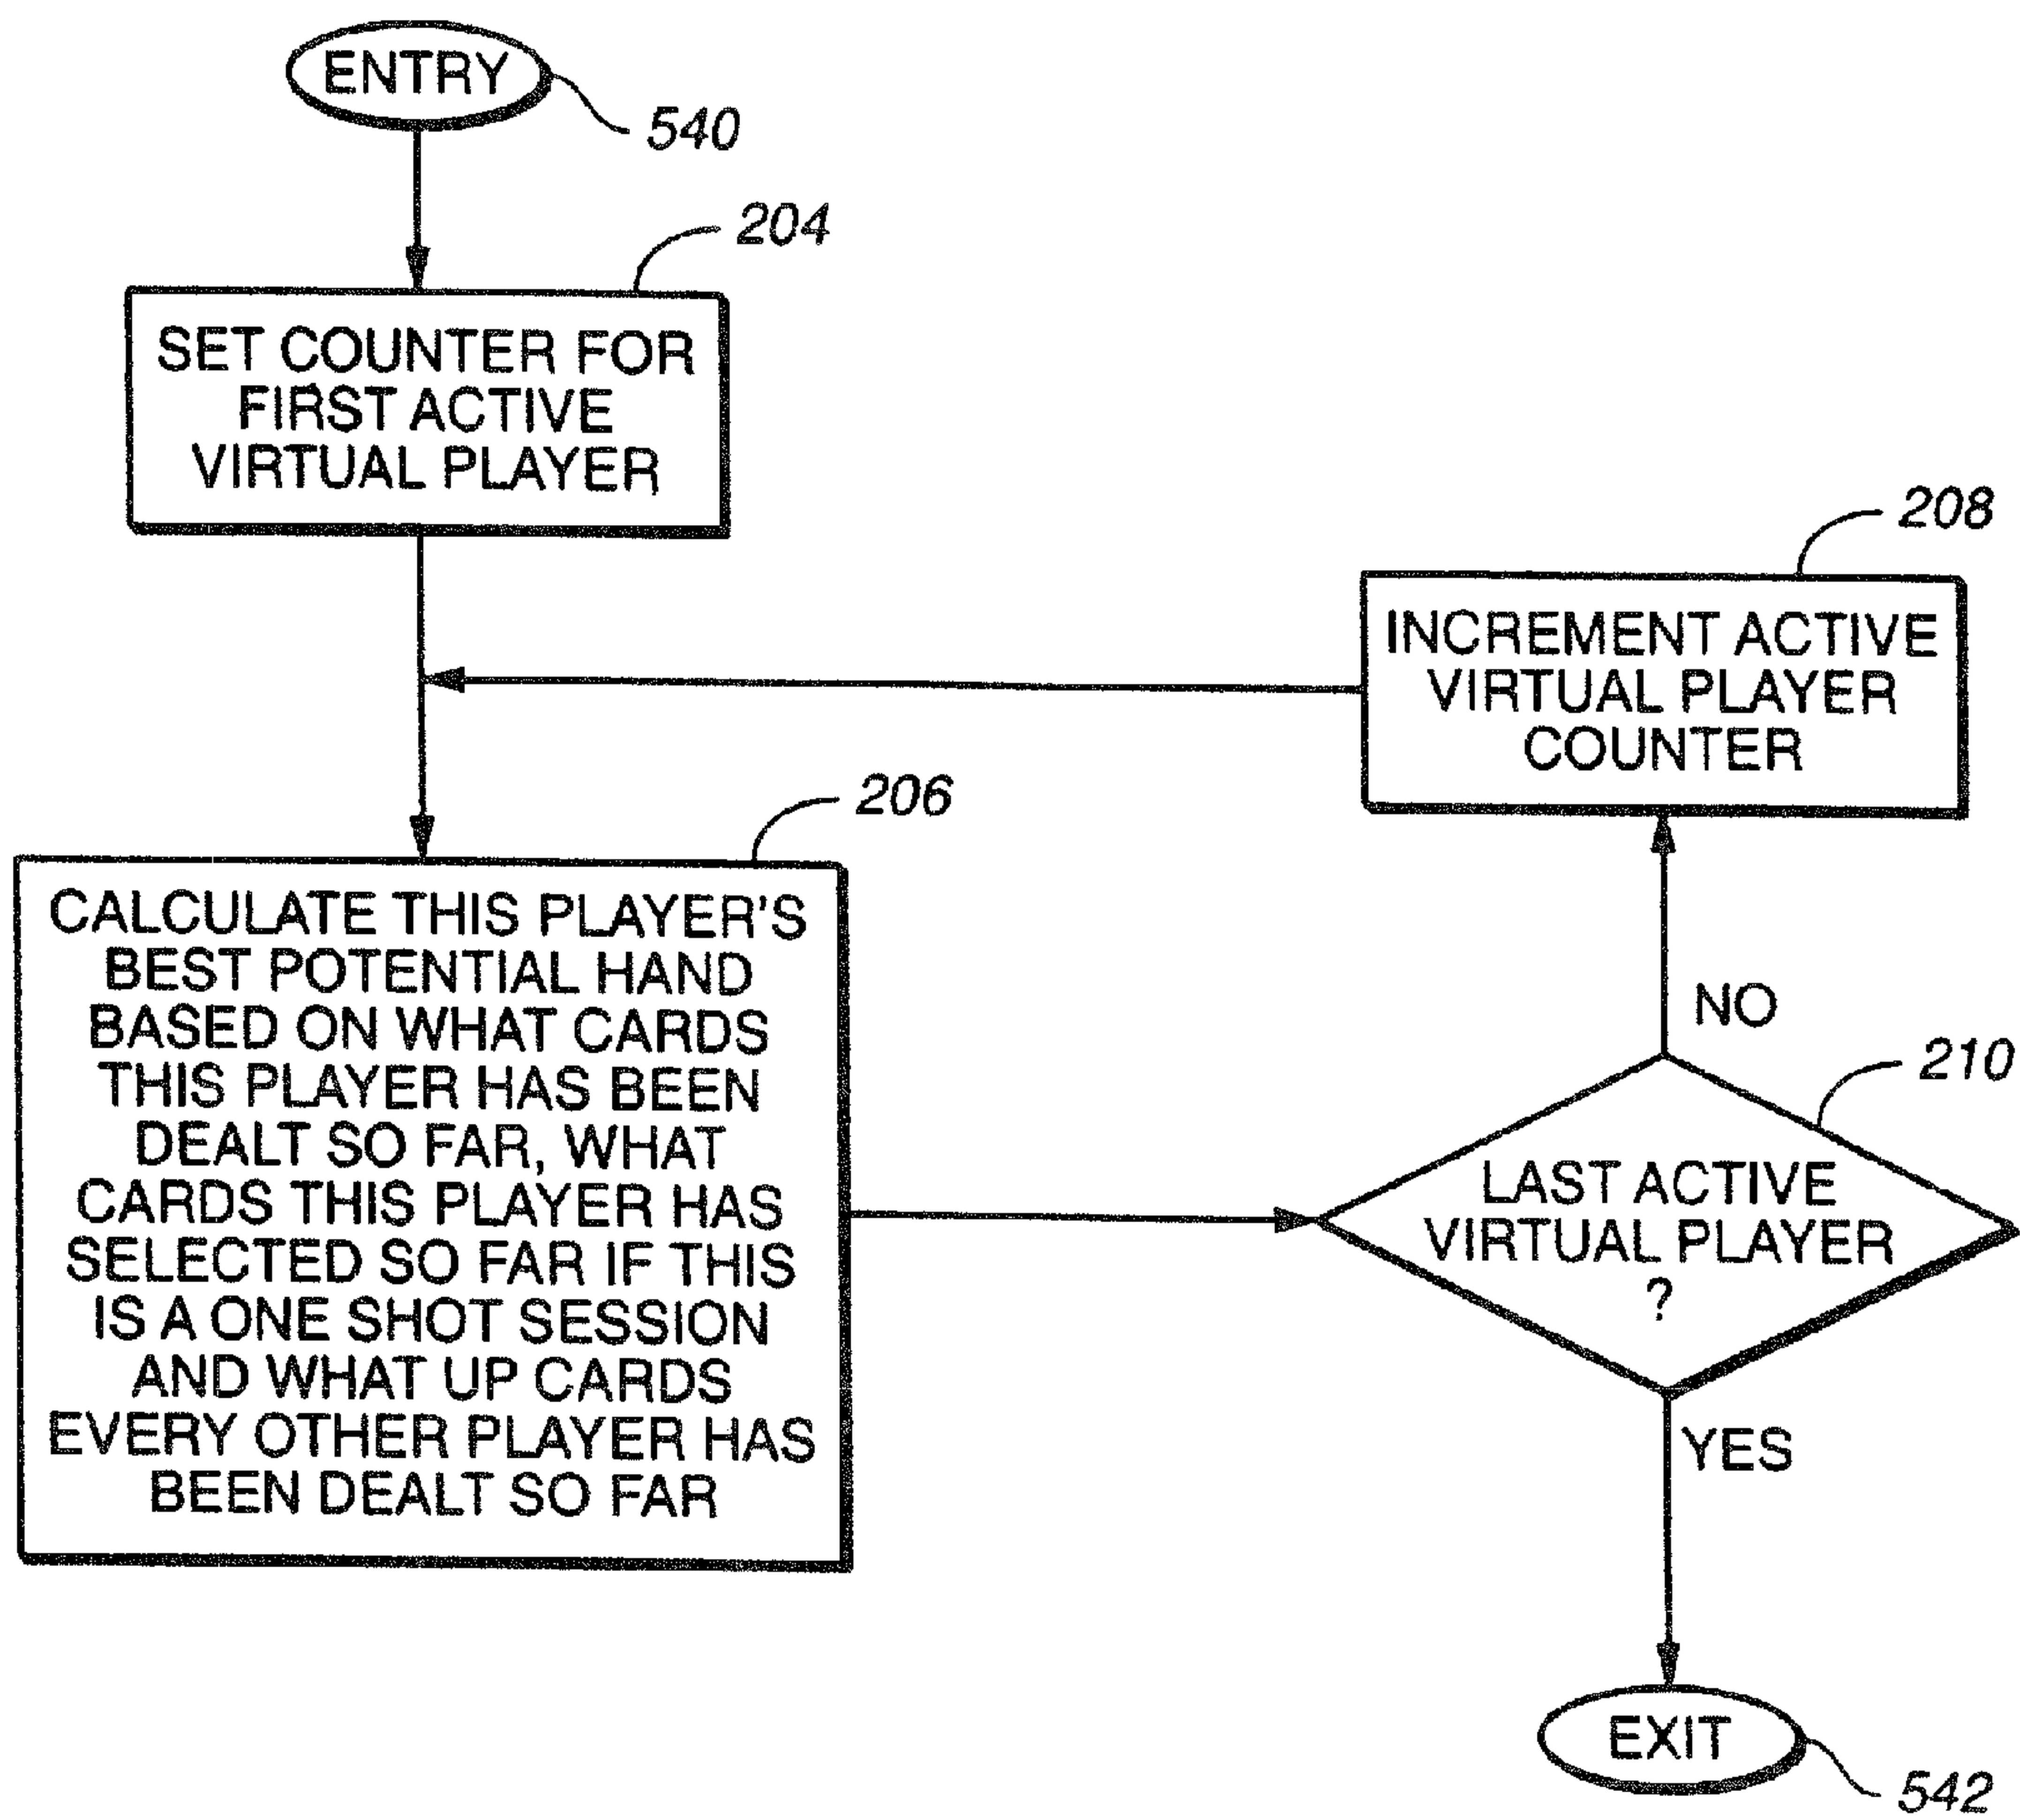 ENTRY
540
204
SET COUNTER FOR
FIRST ACTIVE
VIRTUAL PLAYER
208
INCREMENT ACTIVE
VIRTUAL PLAYER
COUNTER
206
CALCULATE THIS PLAYER'S
BEST POTENTIAL HAND
BASED ON WHAT CARDS
THIS PLAYER HAS BEEN
DEALT SO FAR, WHAT
CARDS THIS PLAYER HAS
SELECTED SO FAR IF THIS
IS A ONE SHOT SESSION
AND WHAT UP CARDS
EVERY OTHER PLAYER HAS
BEEN DEALT SO FAR
NO
210
LAST ACTIVE
VIRTUAL PLAYER
?
YES
EXIT
542